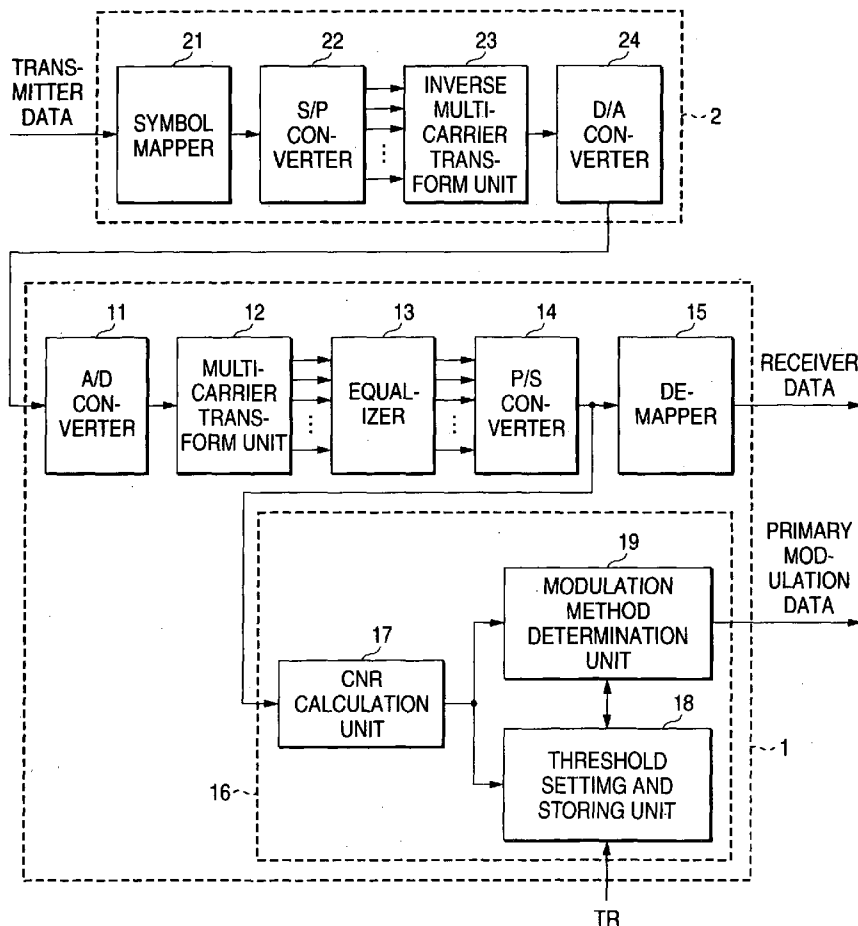 21
22
23
24
TRANS-
MITTER
DATA
SYMBOL
MAPPER
S/P
CON-
VERTER
INVERSE
MULTI-
CARRIER
TRANS-
FORM UNIT
D/A
CON-
VERTER
2
11
12
13
14
15
A/D
CON-
VERTER
MULTI-
CARRIER
TRANS-
FORM UNIT
EQUAL-
IZER
P/S
CON-
VERTER
DE-
MAPPER
RECEIVER
DATA
19
MODULATION
METHOD
DETERMINATION
UNIT
PRIMARY
MOD-
ULATION
DATA
17
CNR
CALCULATION
UNIT
18
THRESHOLD
SETTIMG AND
STORING UNIT
16
1
TR